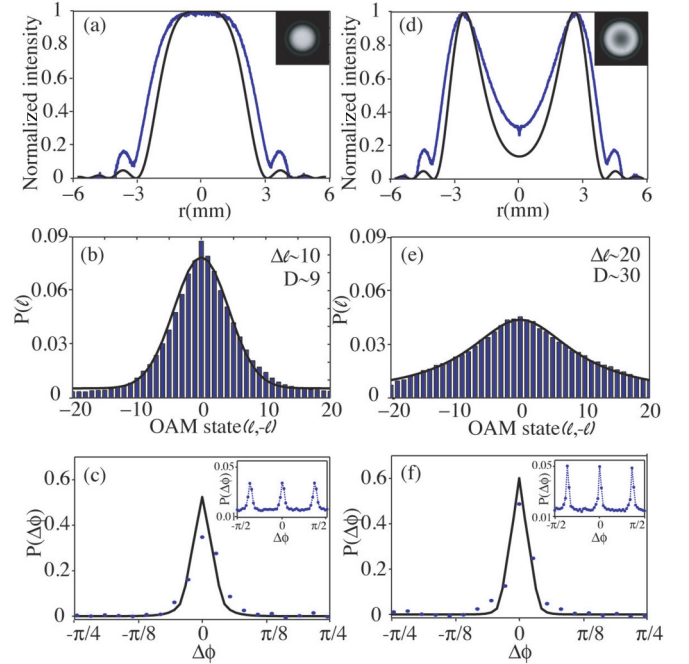 (a)
Normalized intensity
1
0.8
0.6
0.4
0.2
0
−6 −3 0 3 6
r(mm)
(d)
Normalized intensity
1
0.8
0.6
0.4
0.2
0
−6 −3 0 3 6
r(mm)
(b)
Δℓ~10
D~9
P(ℓ)
0.09
0.06
0.03
0
−20 −10 0 10 20
OAM state(ℓ,-ℓ)
(e)
Δℓ~20
D~30
P(ℓ)
0.09
0.06
0.03
0
−20 −10 0 10 20
OAM state(ℓ,-ℓ)
(c)
P(Δϕ)
0.6
0.4
0.2
0
-π/4 -π/8 0 π/8 π/4
Δϕ
P(Δϕ)
0.05
0.01
-π/2 0 π/2
Δϕ
(f)
P(Δϕ)
0.6
0.4
0.2
0
-π/4 -π/8 0 π/8 π/4
Δϕ
P(Δϕ)
0.05
0.01
-π/2 0 π/2
Δϕ